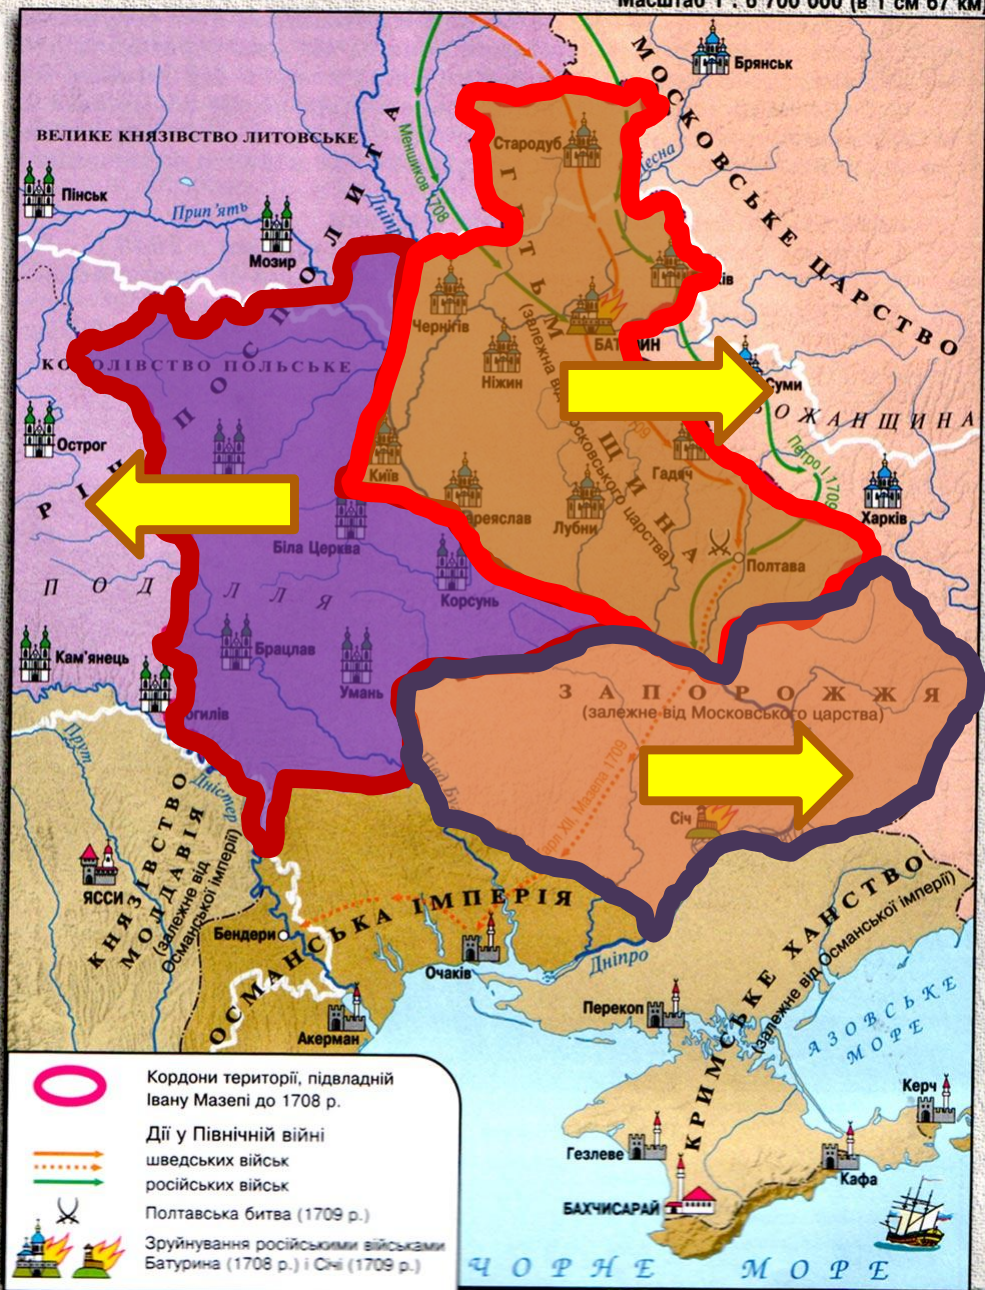 Масштаб 1 : 6 700 000 (в 1 см 67 км)
МОСКОВСЬКЕ ЦАРСТВО
Брянськ
ВЕЛИКЕ КНЯЗІВСТВО ЛИТОВСЬКЕ
Меншиков 1708
Стародуб
Десна
Пінськ
Прип'ять
Дніпро
Мозир
РІЧ ПОСПОЛИТА
ГЕТЬМАНЩИНА
(залежна від Московського царства)
Чернігів
БАТУРИН
КОРОЛІВСТВО ПОЛЬСЬКЕ
Ніжин
Суми
СЛОБОЖАНЩИНА
Острог
Київ
Гадяч
Петро I, 1709
Харків
Переяслав
Лубни
Біла Церква
Полтава
ПОДІЛЛЯ
Корсунь
Кам'янець
Брацлав
Умань
ЗАПОРОЖЖЯ
(залежне від Московського царства)
Могилів
Прут
Дністер
Карл XII, Мазепа 1709
Січ
КНЯЗІВСТВО
МОЛДАВІЯ
(залежне від
Османської імперії)
ЯССИ
ОСМАНСЬКА ІМПЕРІЯ
Бендери
Очаків
Дніпро
КРИМСЬКЕ ХАНСТВО
(залежне від Османської імперії)
Перекоп
Акерман
АЗОВСЬКЕ
МОРЕ
Керч
Гезлеве
Кафа
БАХЧИСАРАЙ
ЧОРНЕ МОРЕ
Кордони території, підвладній
Івану Мазепі до 1708 р.
Дії у Північній війні
шведських військ
російських військ
Полтавська битва (1709 р.)
Зруйнування російськими військами
Батурина (1708 р.) і Січі (1709 р.)